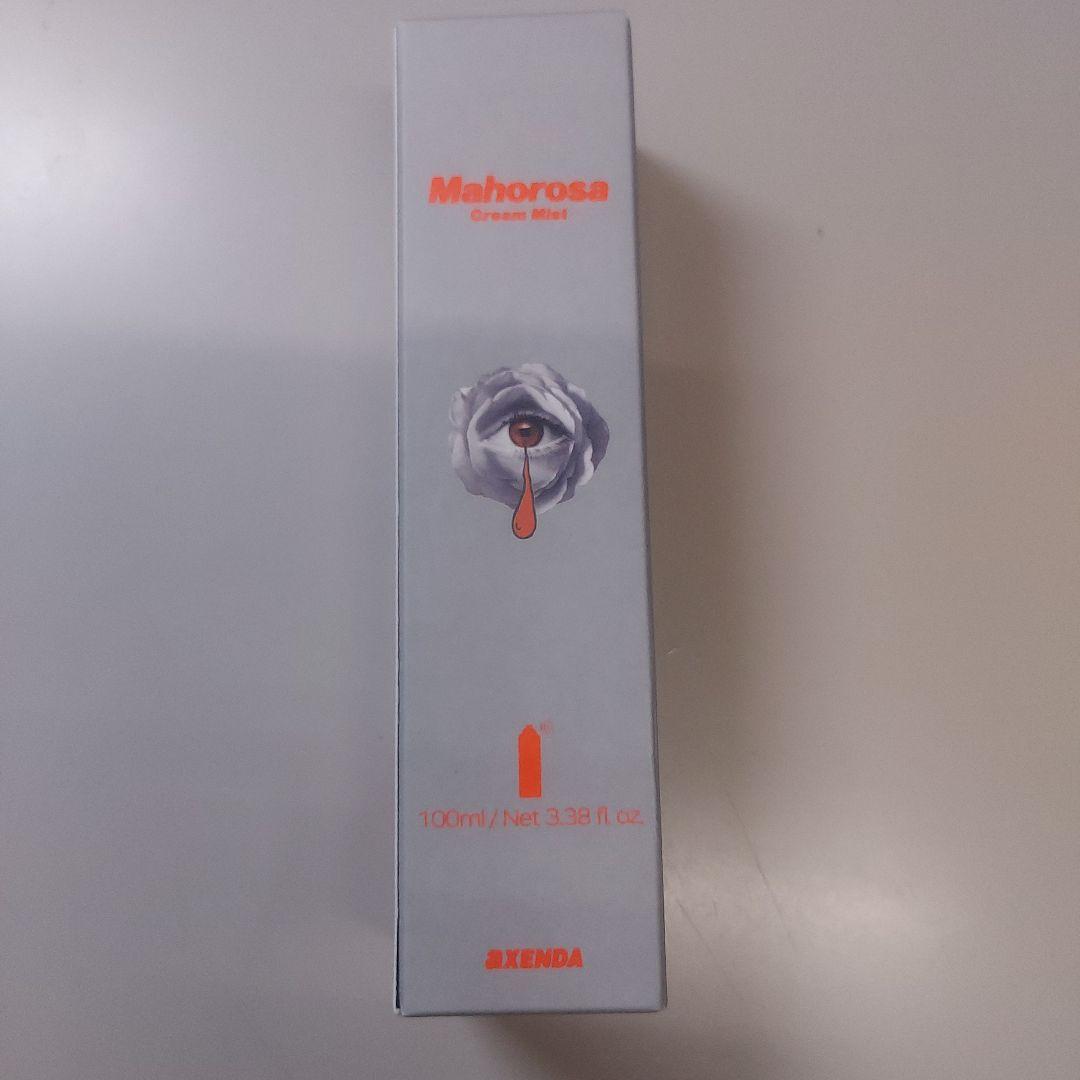 Mahorosa
Cream Mist
100ml / Net 3.38 fl. oz.
aXENDA